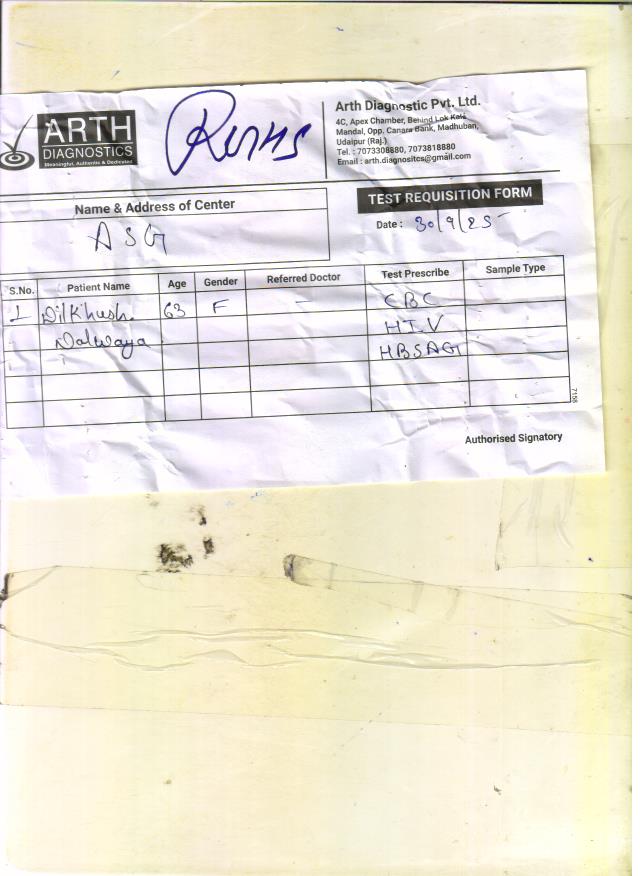 ARTH
DIAGNOSTICS
Meaningful, Authentic & Dedicated
RGHS
Arth Diagnostic Pvt. Ltd.
4C, Apex Chamber, Behind Lok Kala
Mandal, Opp. Canara Bank, Madhuban,
Udaipur (Raj.)
Tel. : 7073308880, 7073818880
Email : arth.diagnositcs@gmail.com
TEST REQUISITION FORM
Name & Address of Center
Date : 30/9/25
ASG
S.No. Patient Name Age Gender Referred Doctor Test Prescribe Sample Type
1 Dilkhush 63 F - CBC
Dalwaya HIV
HBSAG
7158
Authorised Signatory